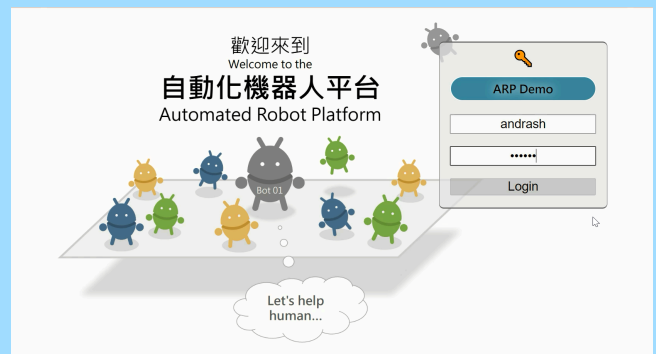 歡迎來到
Welcome to the
自動化機器人平台
Automated Robot Platform
ARP Demo
andrash
••••••
Login
Bot 01
Let's help
human...